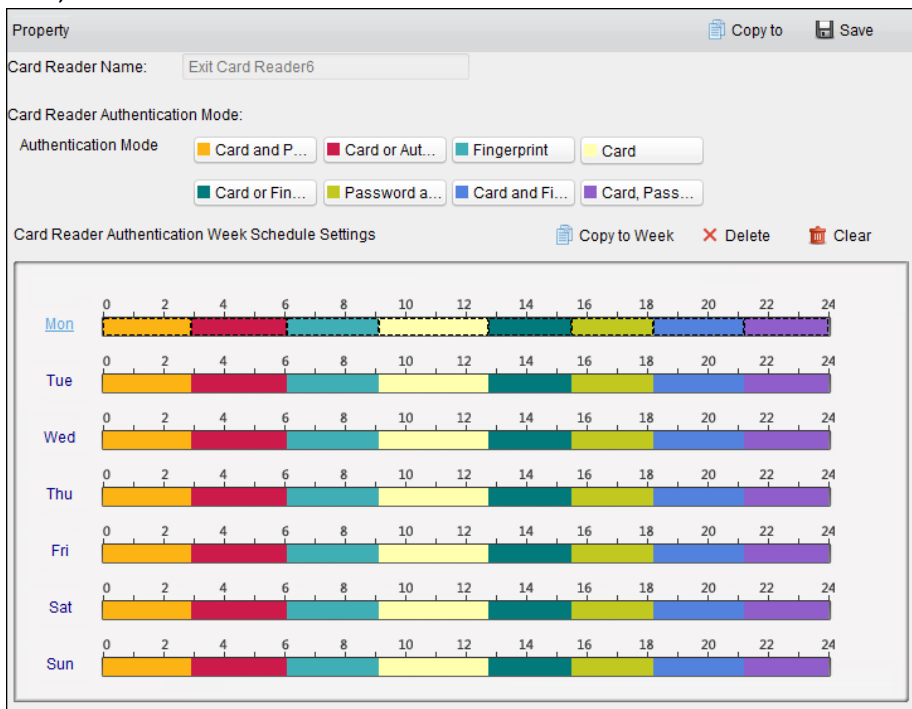 Property Copy to Save
Card Reader Name: Exit Card Reader6
Card Reader Authentication Mode:
Authentication Mode Card and P... Card or Aut... Fingerprint Card
Card or Fin... Password a... Card and Fi... Card, Pass...
Card Reader Authentication Week Schedule Settings Copy to Week Delete Clear
0 2 4 6 8 10 12 14 16 18 20 22 24
Mon
0 2 4 6 8 10 12 14 16 18 20 22 24
Tue
0 2 4 6 8 10 12 14 16 18 20 22 24
Wed
0 2 4 6 8 10 12 14 16 18 20 22 24
Thu
0 2 4 6 8 10 12 14 16 18 20 22 24
Fri
0 2 4 6 8 10 12 14 16 18 20 22 24
Sat
0 2 4 6 8 10 12 14 16 18 20 22 24
Sun